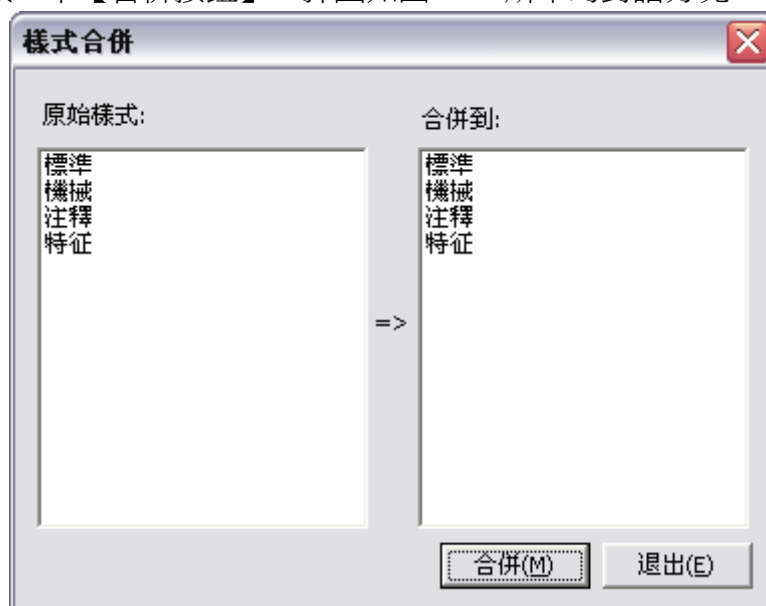 樣式合併
原始樣式:
合併到:
標準
機械
注釋
特征
=>
標準
機械
注釋
特征
合併(M)
退出(E)